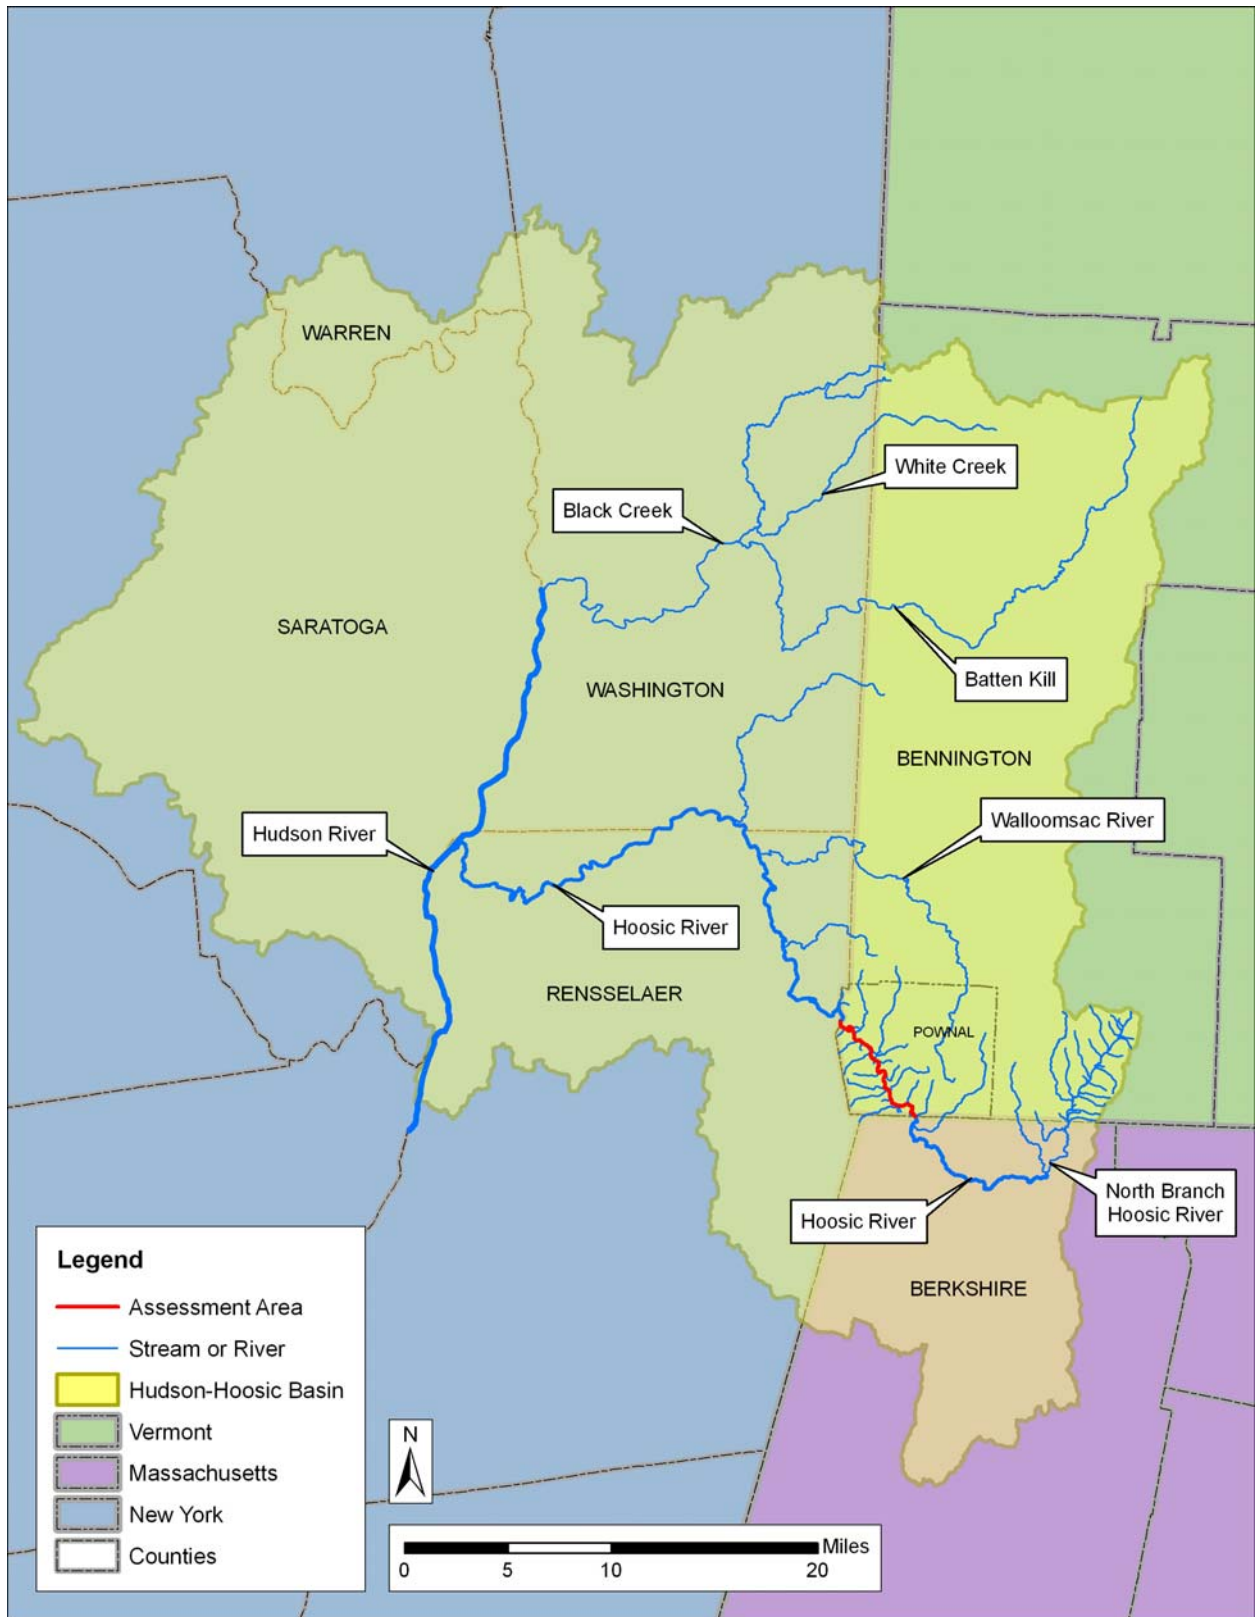 WARREN
White Creek
Black Creek
SARATOGA
WASHINGTON
Batten Kill
BENNINGTON
Hudson River
Walloomsac River
Hoosic River
RENSSELAER
POWNAL
North Branch
Hoosic River
Hoosic River
BERKSHIRE
Legend
Assessment Area
Stream or River
Hudson-Hoosic Basin
Vermont
Massachusetts
New York
Counties
N
Miles
0 5 10 20